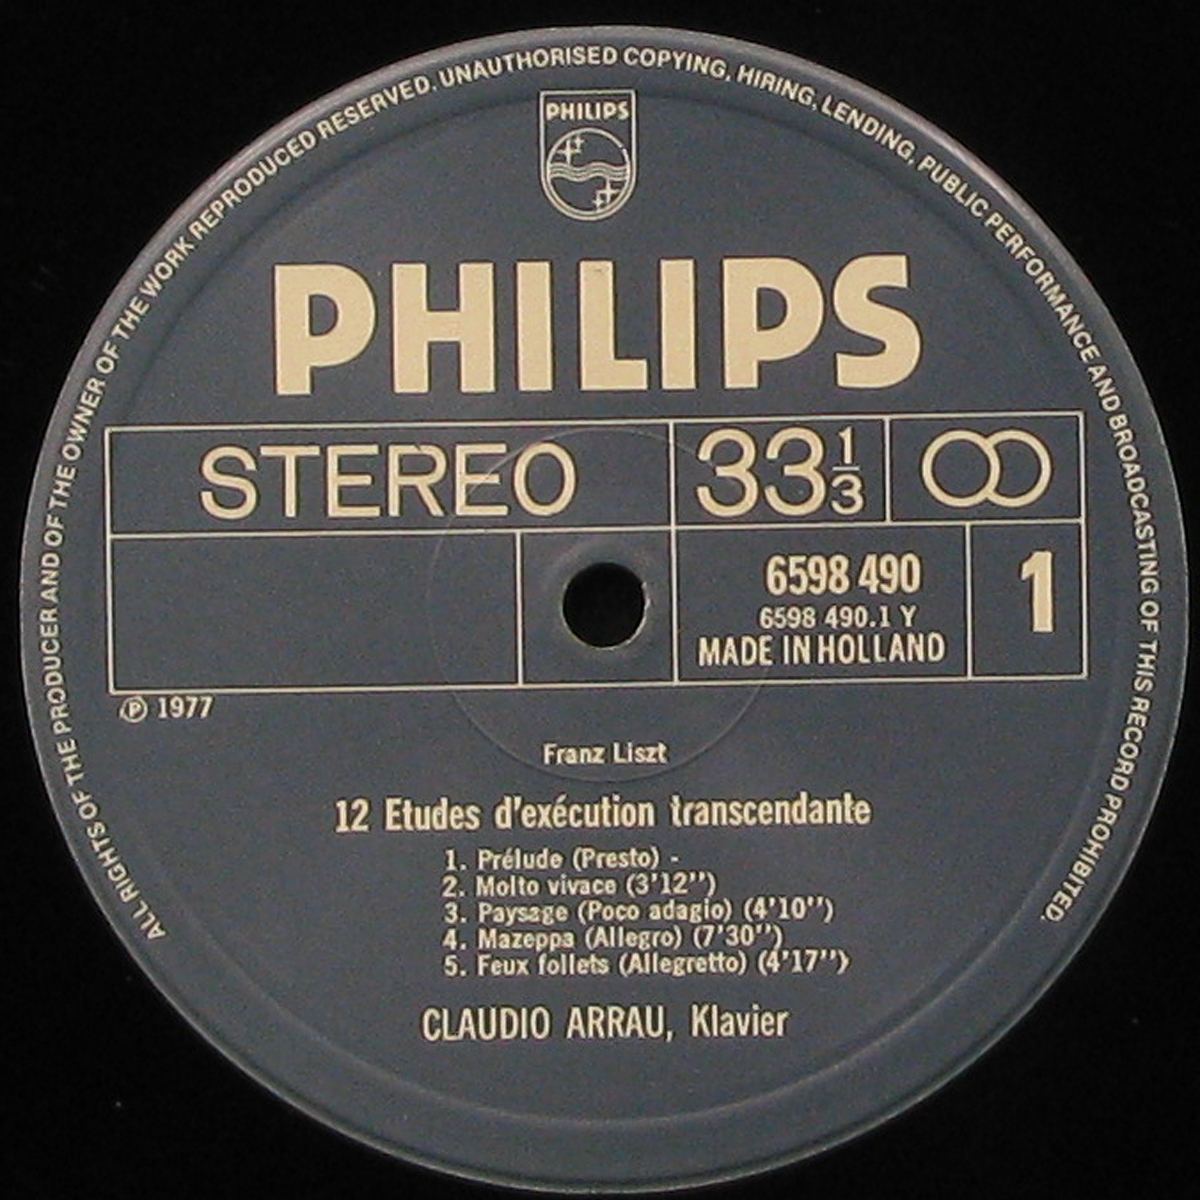 ALL RIGHTS OF THE PRODUCER AND OF THE OWNER OF THE WORK REPRODUCED RESERVED. UNAUTHORISED COPYING, HIRING, LENDING, PUBLIC PERFORMANCE AND BROADCASTING OF THIS RECORD PROHIBITED.
PHILIPS
PHILIPS
STEREO 33 1/3
6598 490
6598 490.1 Y
MADE IN HOLLAND
1
℗ 1977
Franz Liszt
12 Etudes d'exécution transcendante
1. Prélude (Presto) -
2. Molto vivace (3'12'')
3. Paysage (Poco adagio) (4'10'')
4. Mazeppa (Allegro) (7'30'')
5. Feux follets (Allegretto) (4'17'')
CLAUDIO ARRAU, Klavier